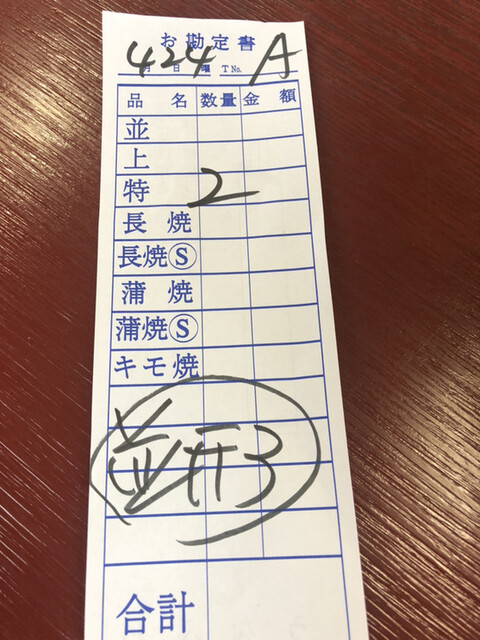 お勘定書
424 A
月 日 曜 TNo.
品 名 数量 金 額
並
上
特 2
長 焼
長焼Ⓢ
蒲 焼
蒲焼Ⓢ
キモ焼
合計